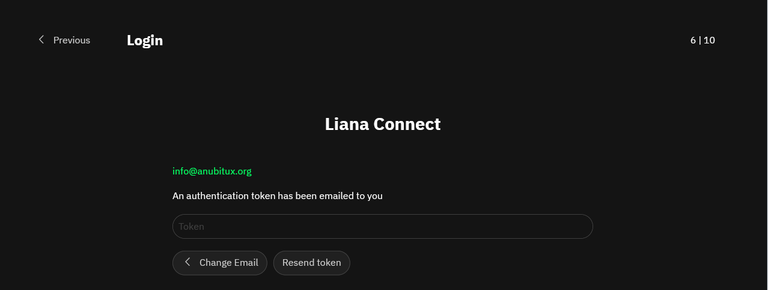 Previous
Login
6 | 10
Liana Connect
info@anubitux.org
An authentication token has been emailed to you
Token
Change Email
Resend token